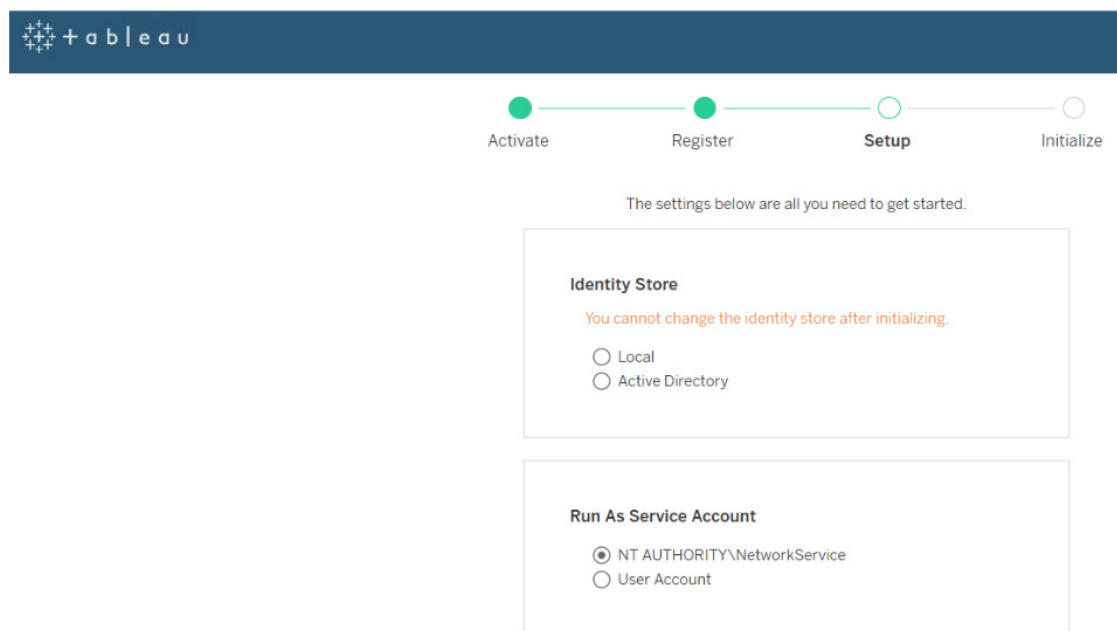 +ableau
Activate Register Setup Initialize
The settings below are all you need to get started.
Identity Store
You cannot change the identity store after initializing.
Local
Active Directory
Run As Service Account
NT AUTHORITY\NetworkService
User Account